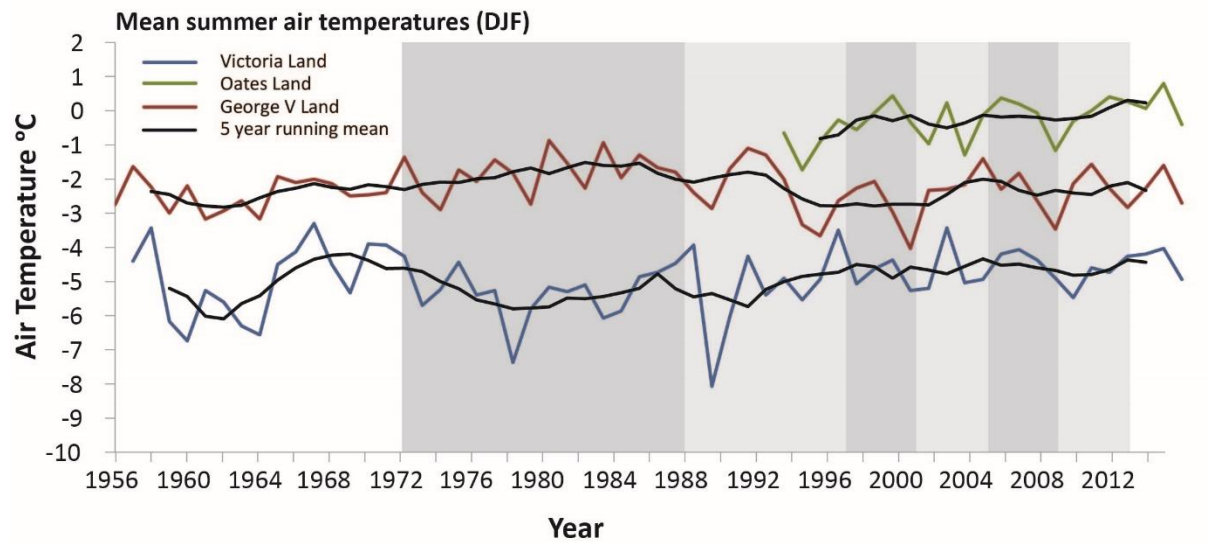 Mean summer air temperatures (DJF)
Victoria Land
Oates Land
George V Land
5 year running mean
2
1
0
-1
-2
-3
-4
-5
-6
-7
-8
-9
-10
Air Temperature ºC
1956 1960 1964 1968 1972 1976 1980 1984 1988 1992 1996 2000 2004 2008 2012
Year